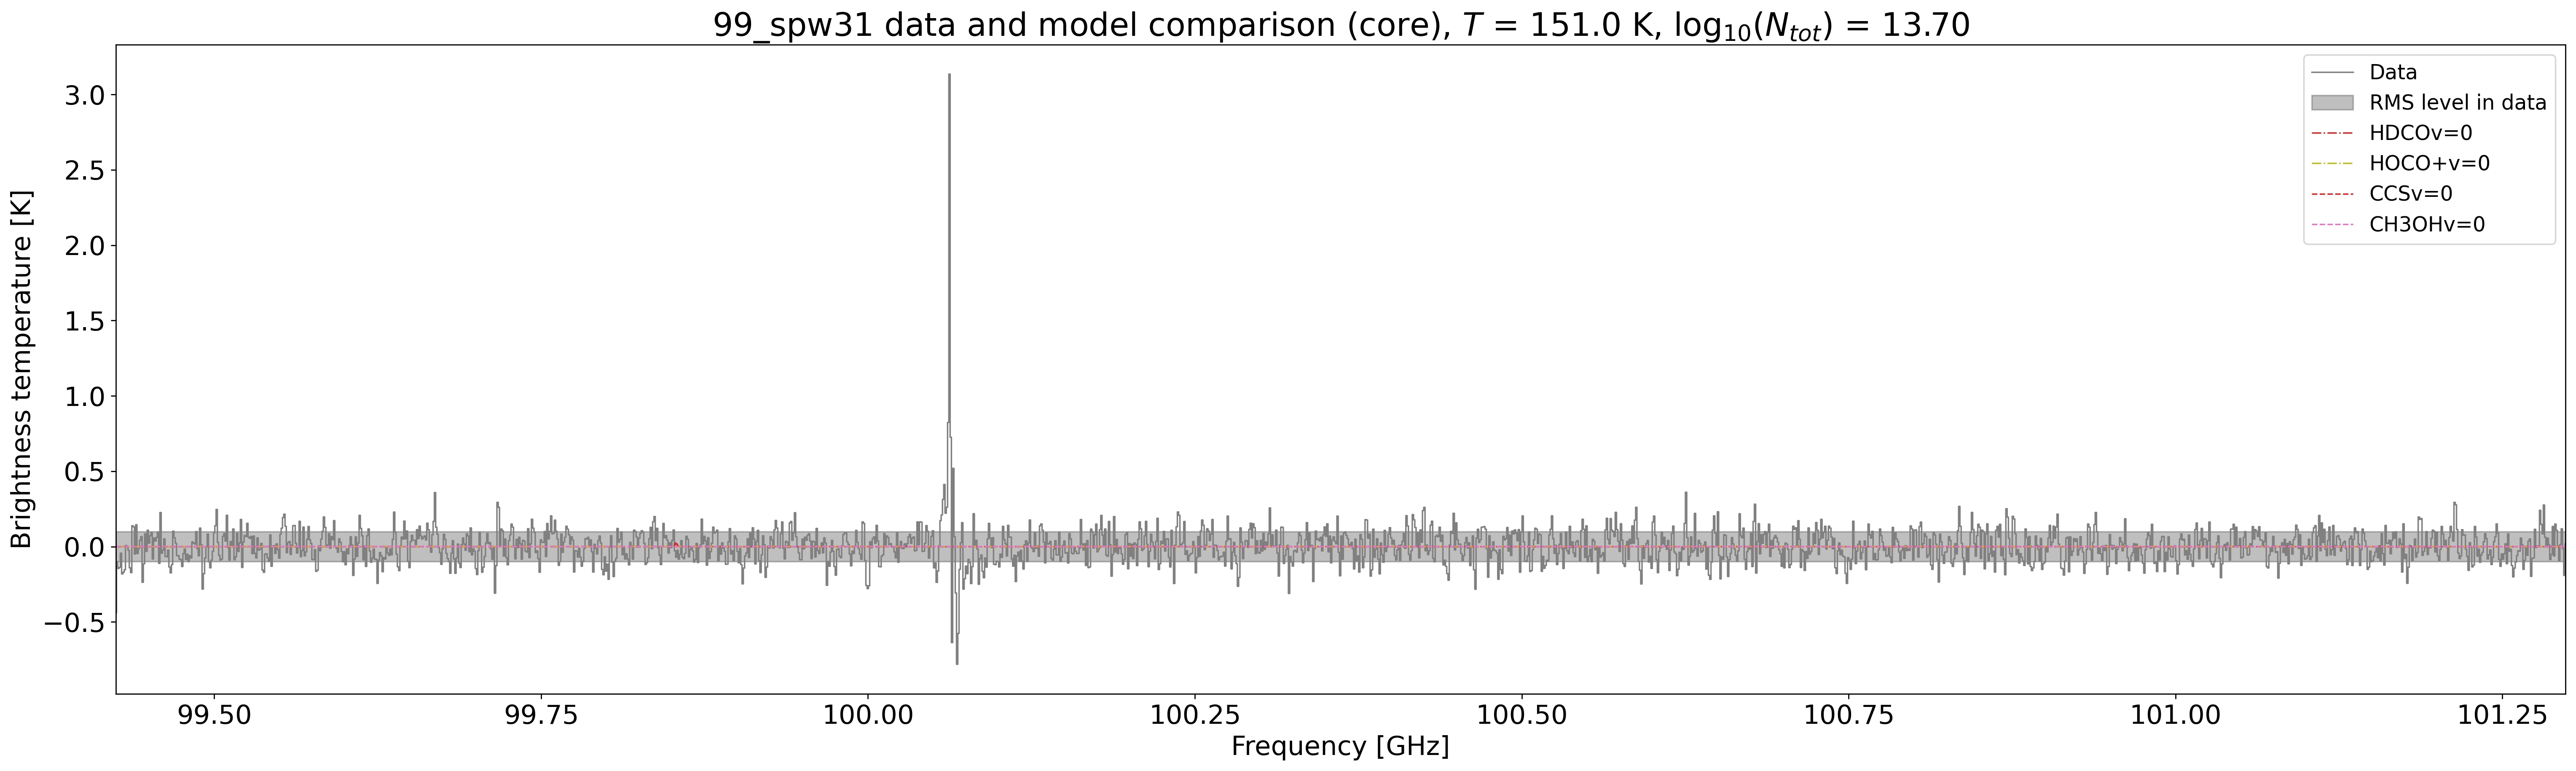 99_spw31 data and model comparison (core), T = 151.0 K, log₁₀(Nₜₒₜ) = 13.70
Brightness temperature [K]
3.0
2.5
2.0
1.5
1.0
0.5
0.0
−0.5
Data
RMS level in data
HDCOv=0
HOCO+v=0
CCSv=0
CH3OHv=0
99.50 99.75 100.00 100.25 100.50 100.75 101.00 101.25
Frequency [GHz]